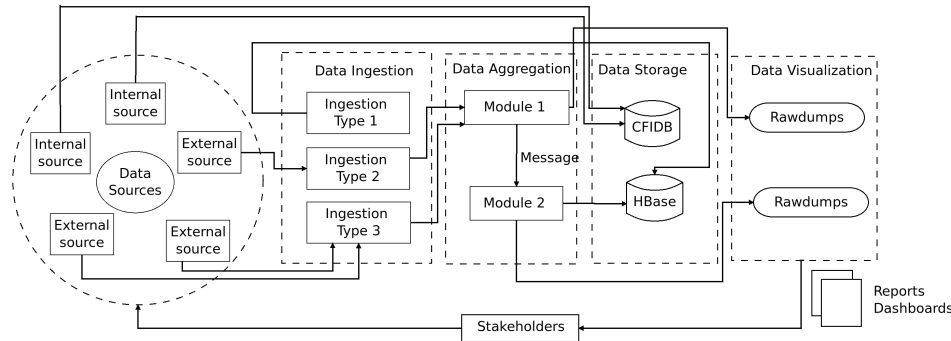 Data Ingestion
Data Aggregation
Data Storage
Data Visualization
Internal
source
Internal
source
External
source
Data
Sources
External
source
External
source
Ingestion
Type 1
Ingestion
Type 2
Ingestion
Type 3
Module 1
Message
Module 2
CFIDB
HBase
Rawdumps
Rawdumps
Stakeholders
Reports
Dashboards